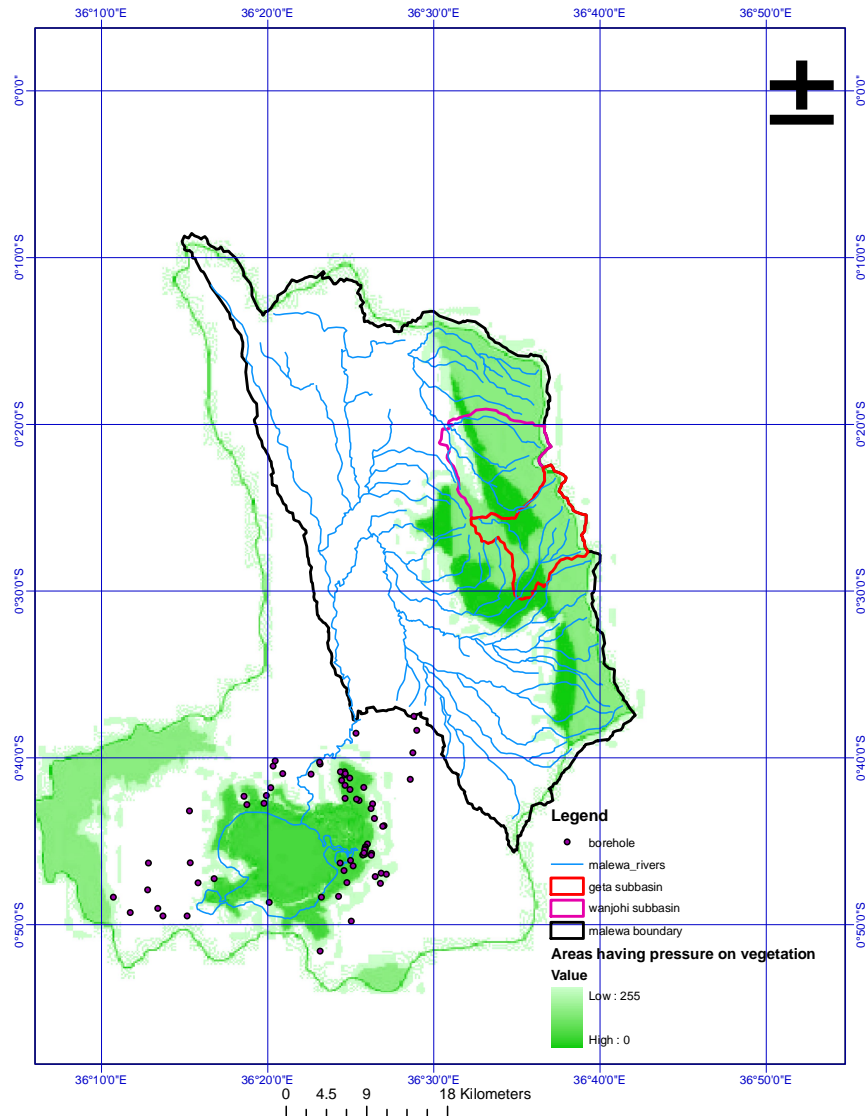 36°10'0"E 36°20'0"E 36°30'0"E 36°40'0"E 36°50'0"E
0°0'0" 0°0'0"
0°10'0"S 0°10'0"S
0°20'0"S 0°20'0"S
0°30'0"S 0°30'0"S
0°40'0"S 0°40'0"S
Legend
borehole
malewa_rivers
geta subbasin
wanjohi subbasin
0°50'0"S 0°50'0"S
malewa boundary
Areas having pressure on vegetation
Value
Low : 255
High : 0
36°10'0"E 36°20'0"E 36°30'0"E 36°40'0"E 36°50'0"E
0 4.5 9 18 Kilometers